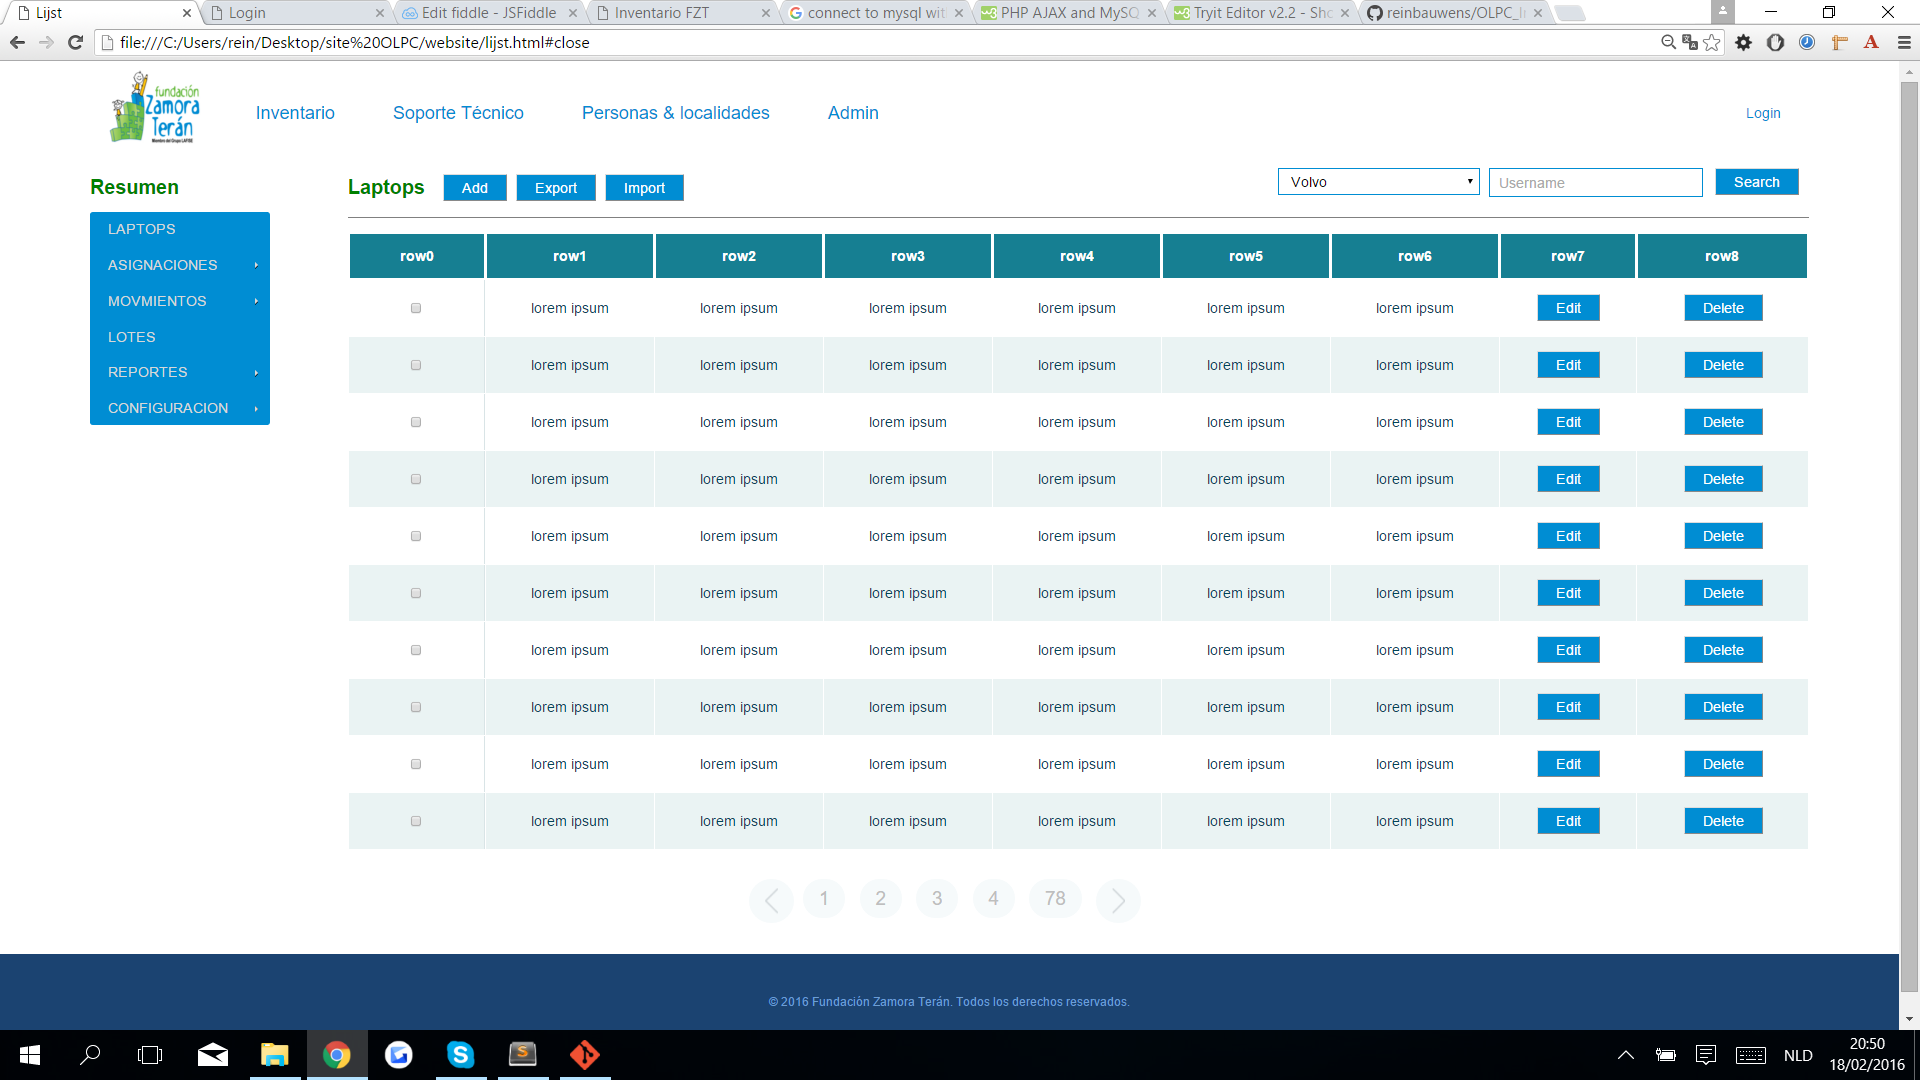 Lijst
Login
Edit fiddle - JSFiddle
Inventario FZT
connect to mysql wit
PHP AJAX and MySQ
Tryit Editor v2.2 - Sho
reinbauwens/OLPC_I
file:///C:/Users/rein/Desktop/site%20OLPC/website/lijst.html#close
fundación
Zamora
Terán
Inventario Soporte Técnico Personas & localidades Admin Login
Resumen
LAPTOPS
ASIGNACIONES
MOVMIENTOS
LOTES
REPORTES
CONFIGURACION
Laptops Add Export Import Volvo Username Search
row0 row1 row2 row3 row4 row5 row6 row7 row8
lorem ipsum lorem ipsum lorem ipsum lorem ipsum lorem ipsum lorem ipsum Edit Delete
lorem ipsum lorem ipsum lorem ipsum lorem ipsum lorem ipsum lorem ipsum Edit Delete
lorem ipsum lorem ipsum lorem ipsum lorem ipsum lorem ipsum lorem ipsum Edit Delete
lorem ipsum lorem ipsum lorem ipsum lorem ipsum lorem ipsum lorem ipsum Edit Delete
lorem ipsum lorem ipsum lorem ipsum lorem ipsum lorem ipsum lorem ipsum Edit Delete
lorem ipsum lorem ipsum lorem ipsum lorem ipsum lorem ipsum lorem ipsum Edit Delete
lorem ipsum lorem ipsum lorem ipsum lorem ipsum lorem ipsum lorem ipsum Edit Delete
lorem ipsum lorem ipsum lorem ipsum lorem ipsum lorem ipsum lorem ipsum Edit Delete
lorem ipsum lorem ipsum lorem ipsum lorem ipsum lorem ipsum lorem ipsum Edit Delete
lorem ipsum lorem ipsum lorem ipsum lorem ipsum lorem ipsum lorem ipsum Edit Delete
1 2 3 4 78
© 2016 Fundación Zamora Terán. Todos los derechos reservados.
NLD
20:50
18/02/2016